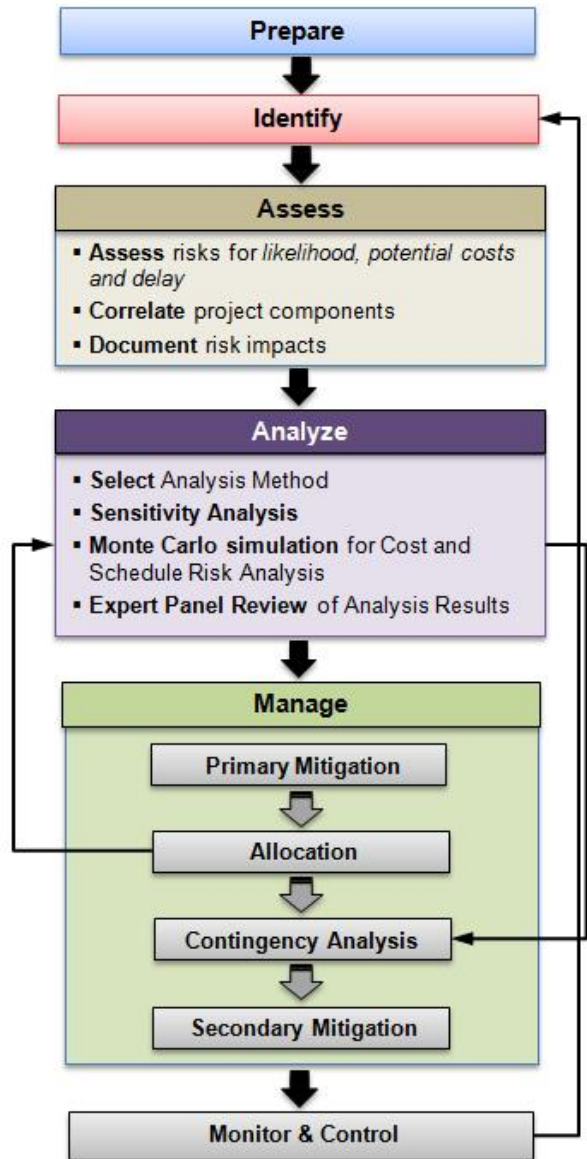 Prepare
Identify
Assess
▪ Assess risks for likelihood, potential costs
and delay
▪ Correlate project components
▪ Document risk impacts
Analyze
▪ Select Analysis Method
▪ Sensitivity Analysis
▪ Monte Carlo simulation for Cost and
Schedule Risk Analysis
▪ Expert Panel Review of Analysis Results
Manage
Primary Mitigation
Allocation
Contingency Analysis
Secondary Mitigation
Monitor & Control